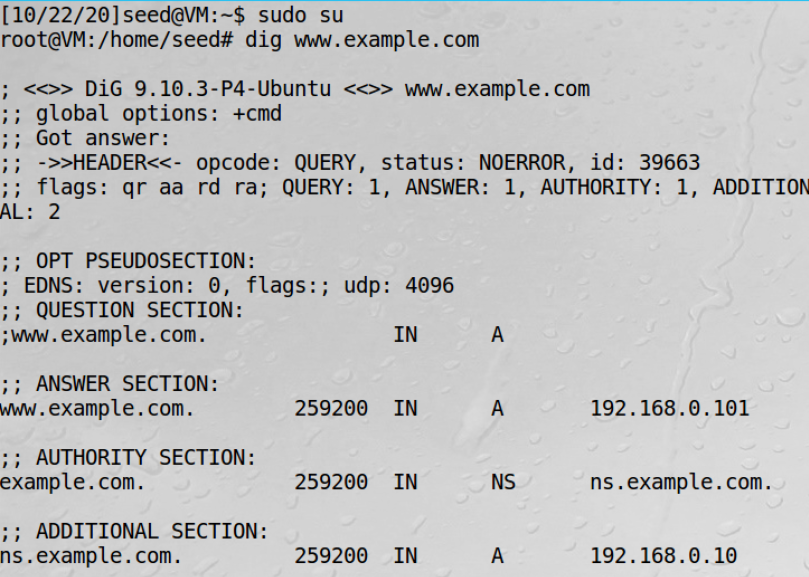 [10/22/20]seed@VM:~$ sudo su
root@VM:/home/seed# dig www.example.com
; <<>> DiG 9.10.3-P4-Ubuntu <<>> www.example.com
;; global options: +cmd
;; Got answer:
;; ->>HEADER<<- opcode: QUERY, status: NOERROR, id: 39663
;; flags: qr aa rd ra; QUERY: 1, ANSWER: 1, AUTHORITY: 1, ADDITION
AL: 2
;; OPT PSEUDOSECTION:
; EDNS: version: 0, flags:; udp: 4096
;; QUESTION SECTION:
;www.example.com. IN A
;; ANSWER SECTION:
www.example.com. 259200 IN A 192.168.0.101
;; AUTHORITY SECTION:
example.com. 259200 IN NS ns.example.com.
;; ADDITIONAL SECTION:
ns.example.com. 259200 IN A 192.168.0.10